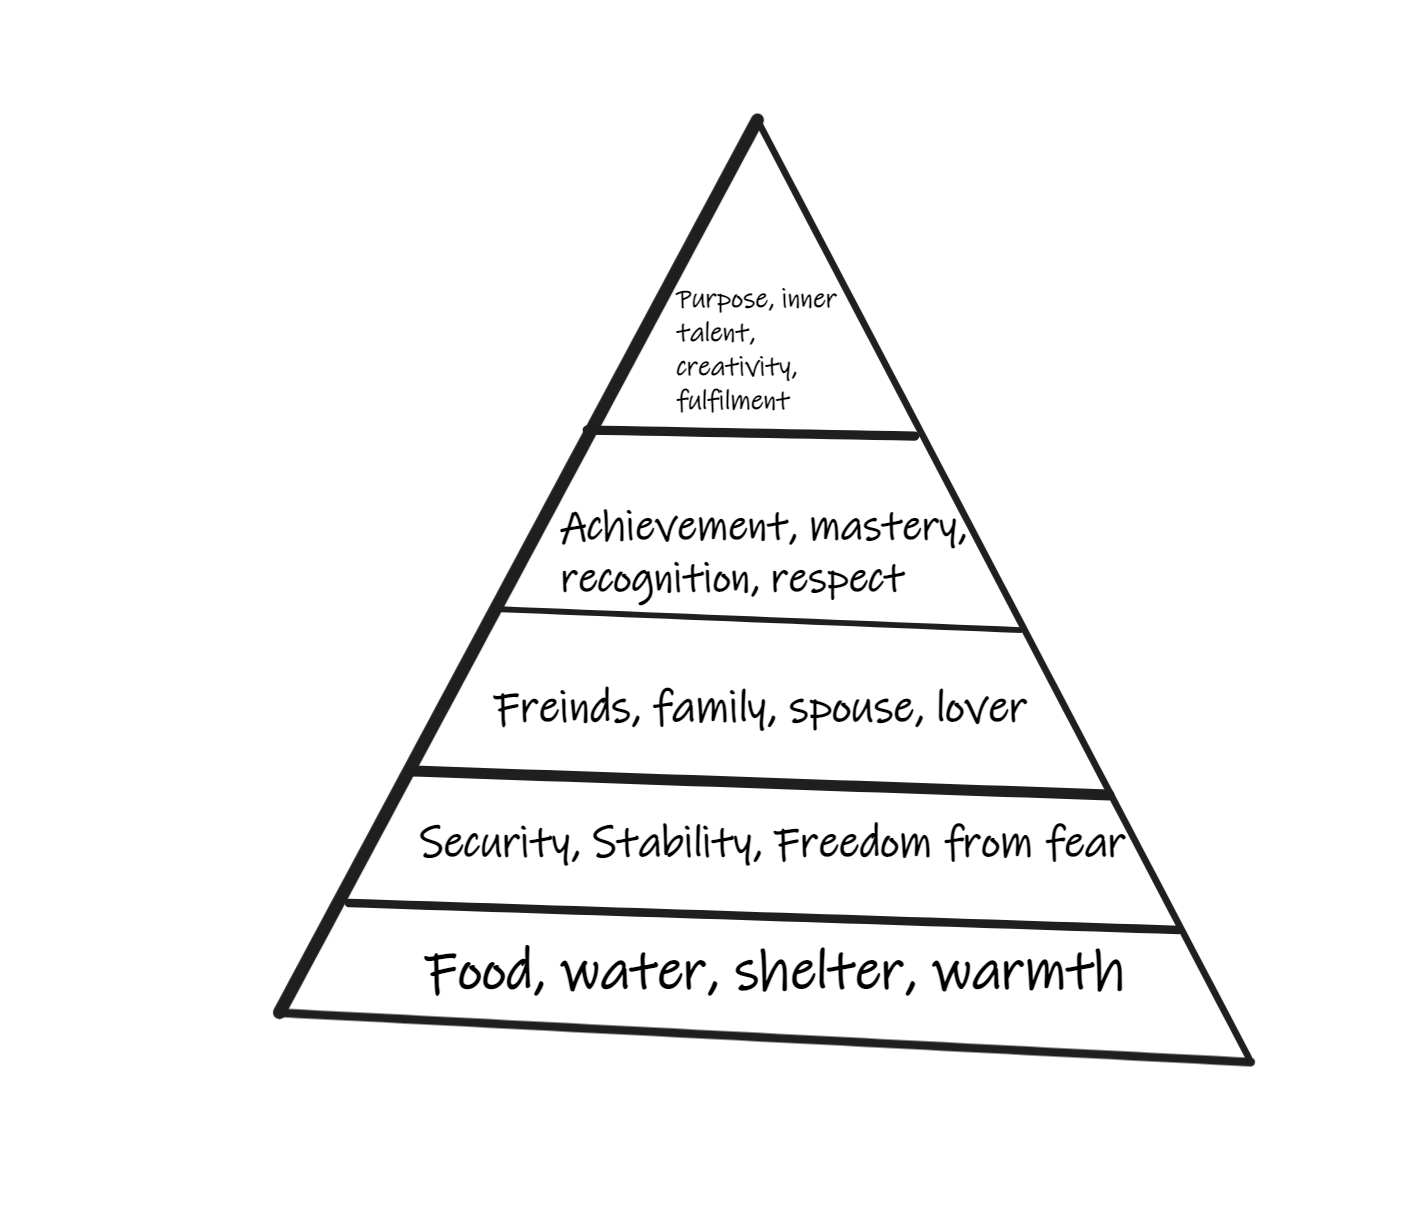 Purpose, inner
talent,
creativity,
fulfilment
Achievement, mastery,
recognition, respect
Freinds, family, spouse, lover
Security, Stability, Freedom from fear
Food, water, shelter, warmth